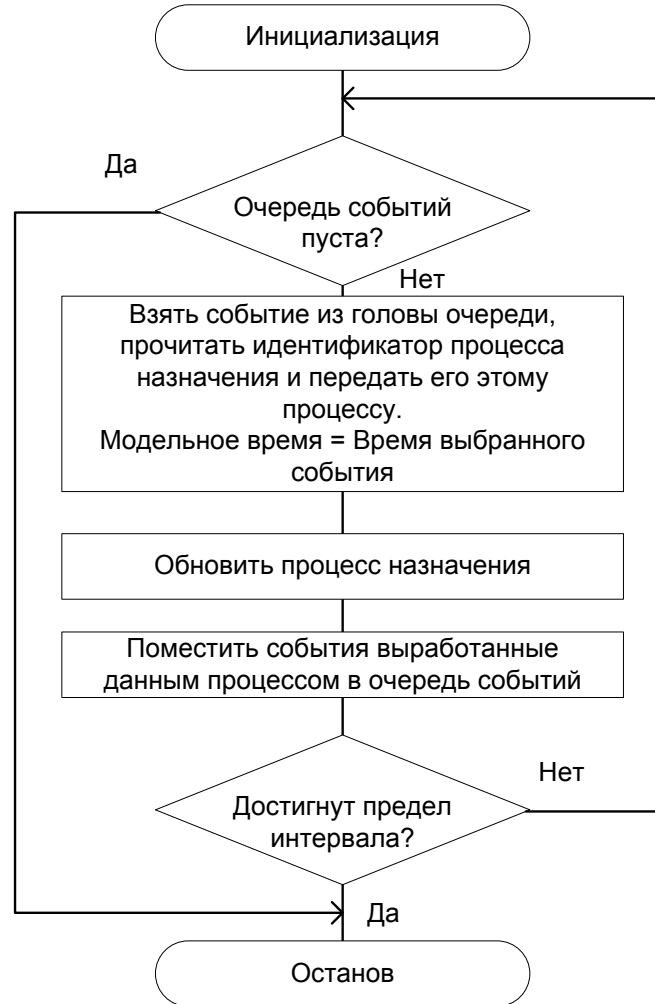 Инициализация
Да
Очередь событий
пуста?
Нет
Взять событие из головы очереди,
прочитать идентификатор процесса
назначения и передать его этому
процессу.
Модельное время = Время выбранного
события
Обновить процесс назначения
Поместить события выработанные
данным процессом в очередь событий
Нет
Достигнут предел
интервала?
Да
Останов